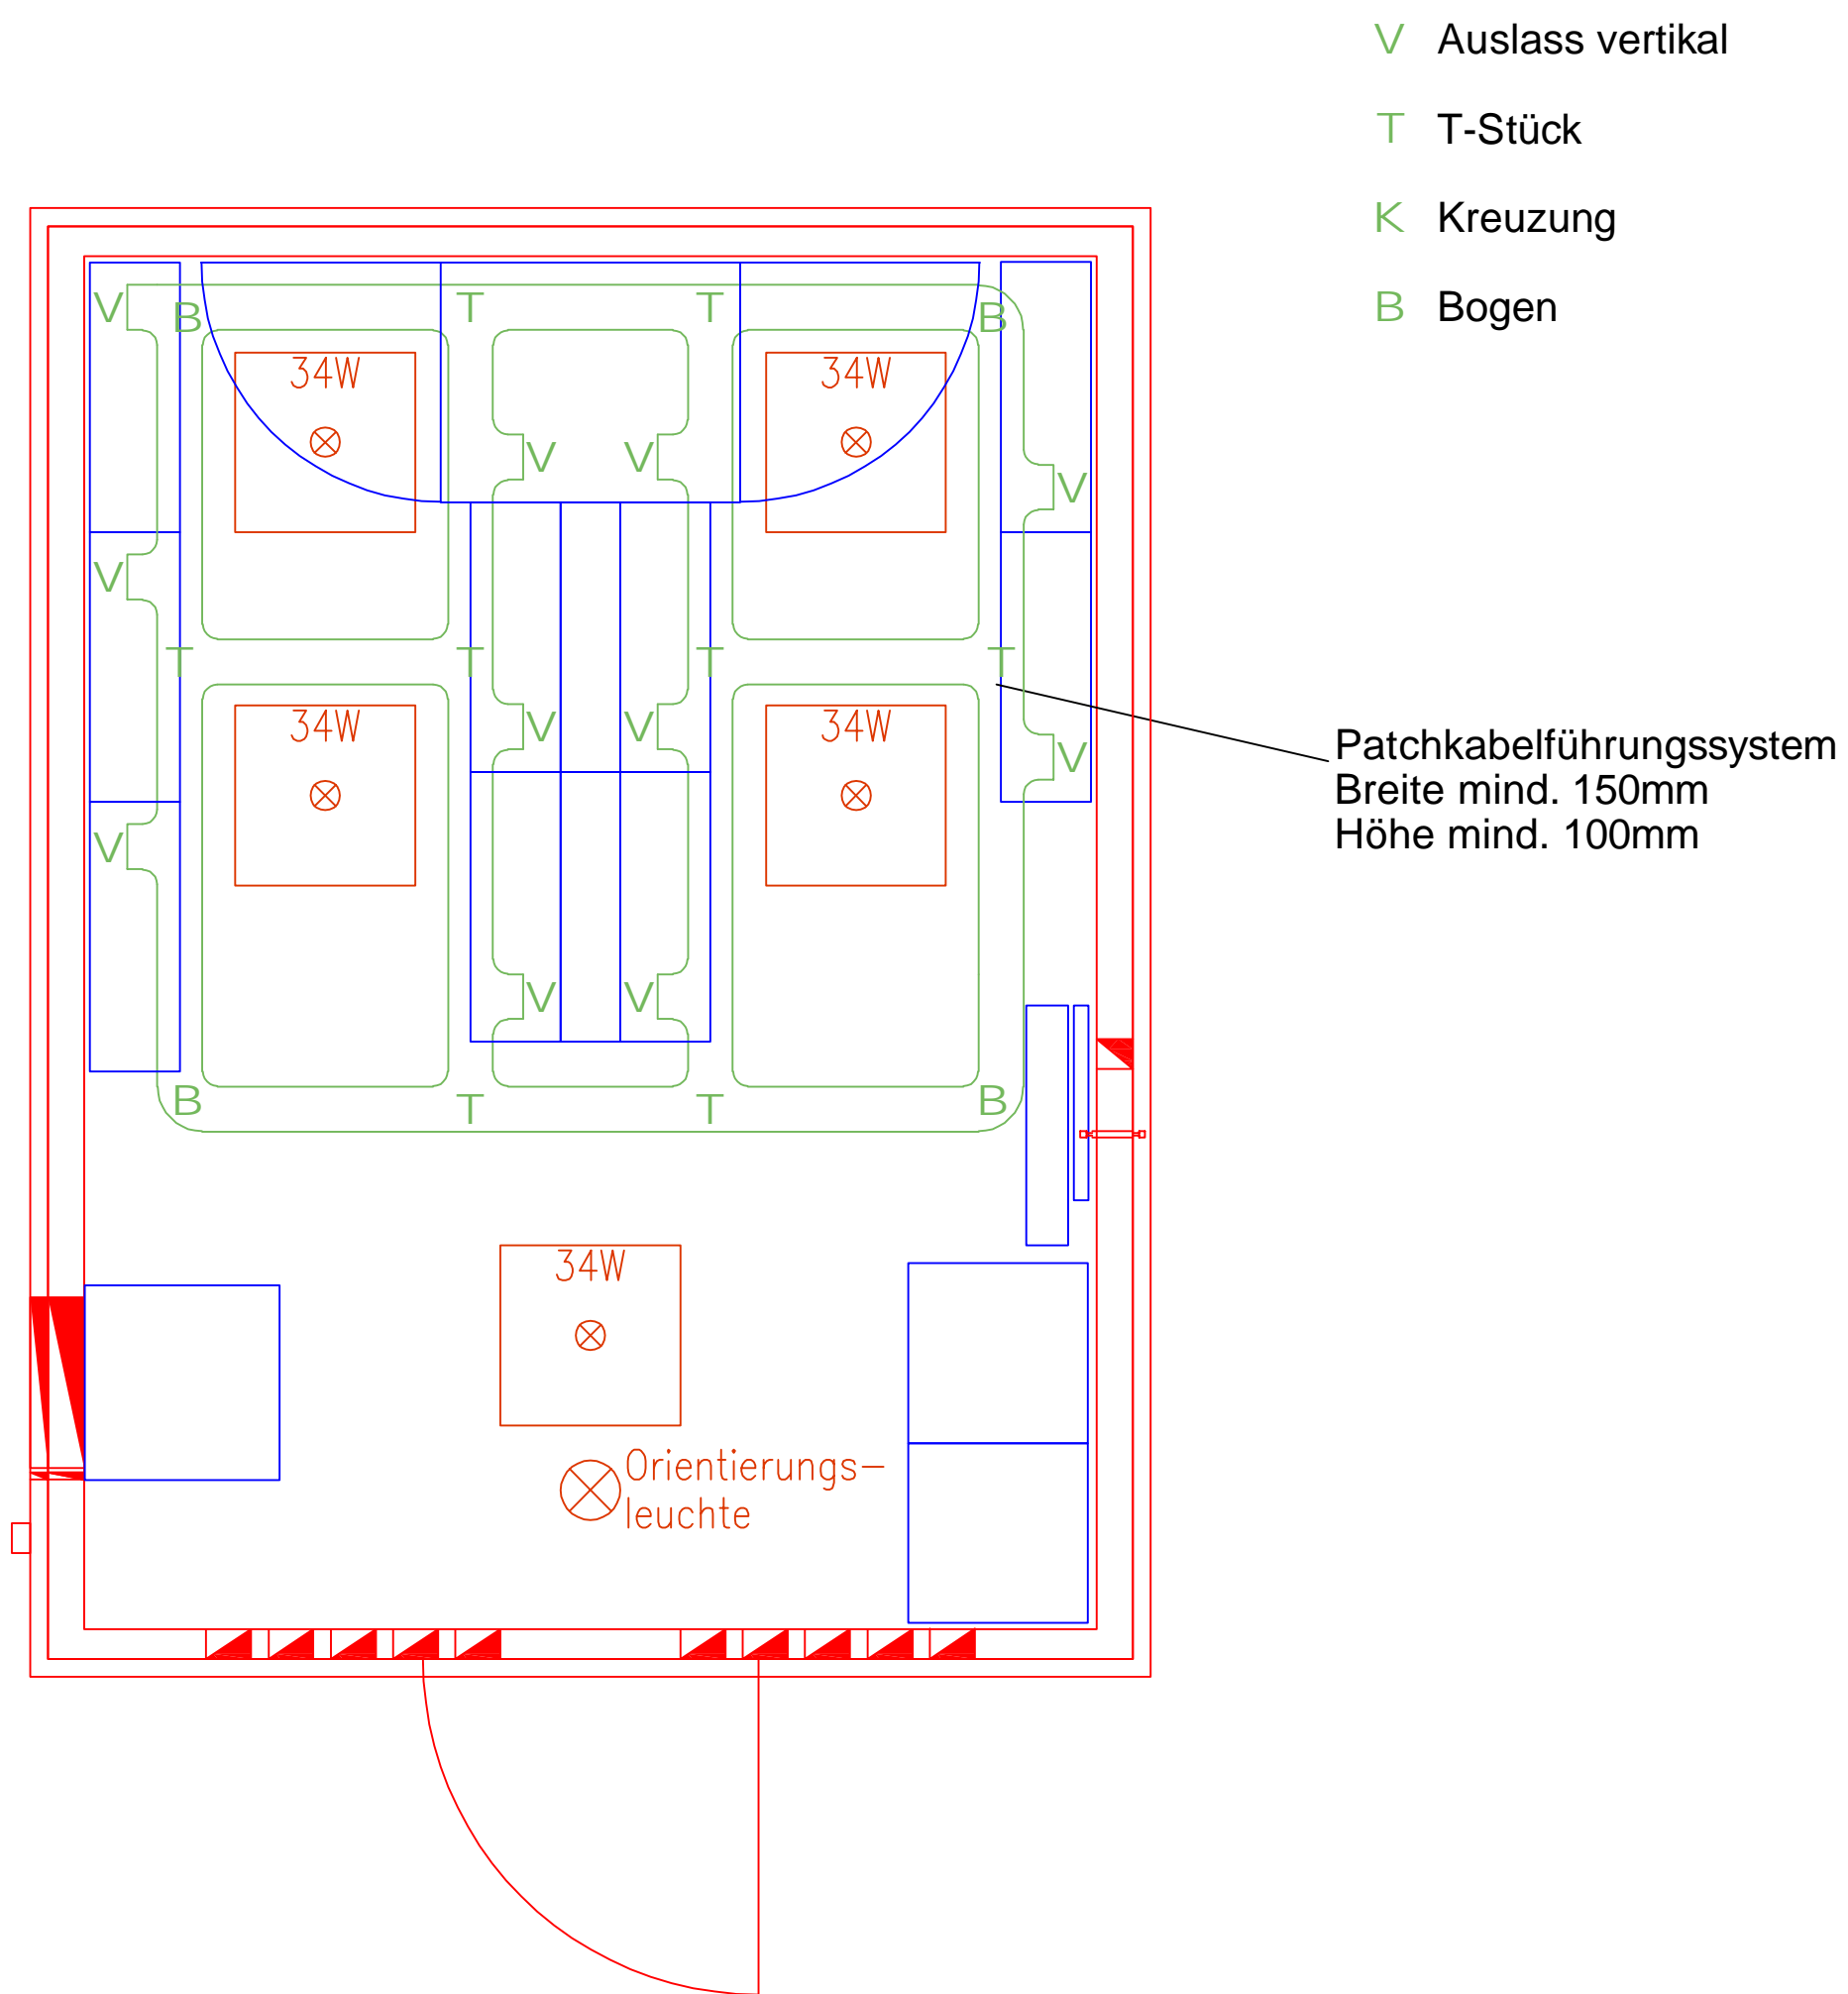 V Auslass vertikal
T T-Stück
K Kreuzung
B Bogen
V B T T B
34W 34W
V V V
V
T T T T
34W 34W
V V V
Patchkabelführungssystem
Breite mind. 150mm
Höhe mind. 100mm
V
V V
B T T B
34W
Orientierungs-
leuchte